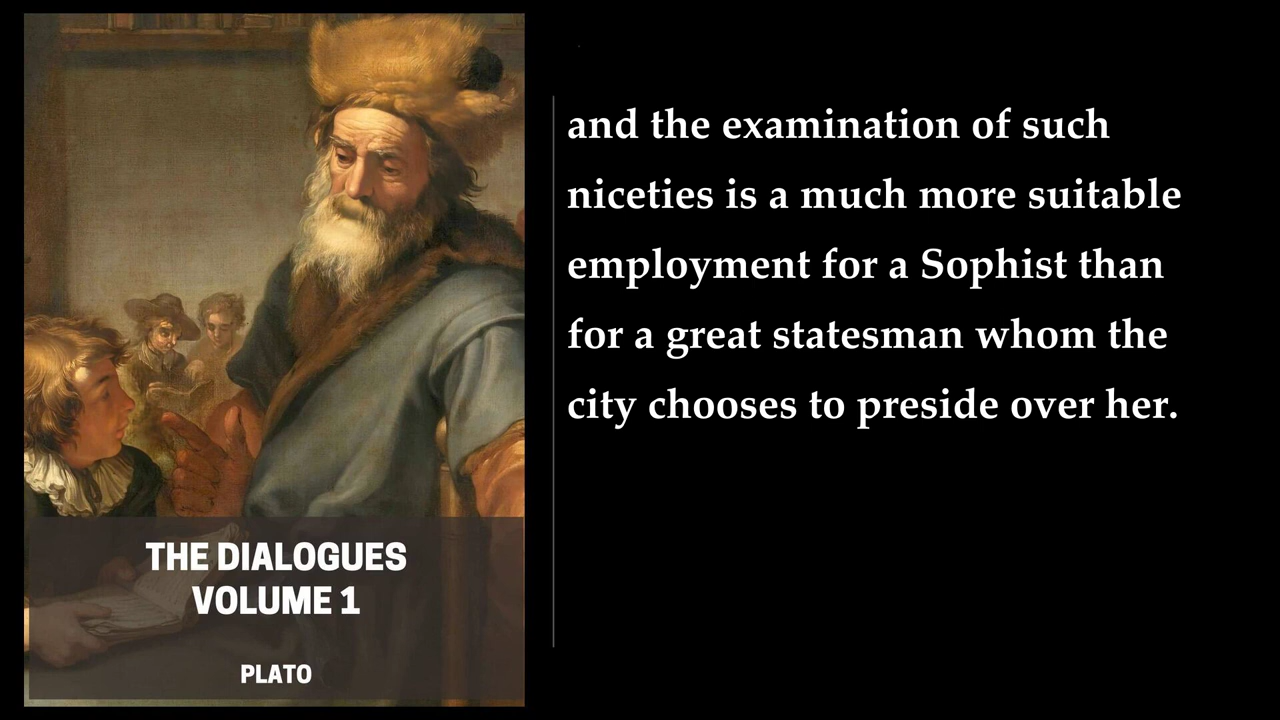 and the examination of such
niceties is a much more suitable
employment for a Sophist than
for a great statesman whom the
city chooses to preside over her.
THE DIALOGUES
VOLUME 1
PLATO